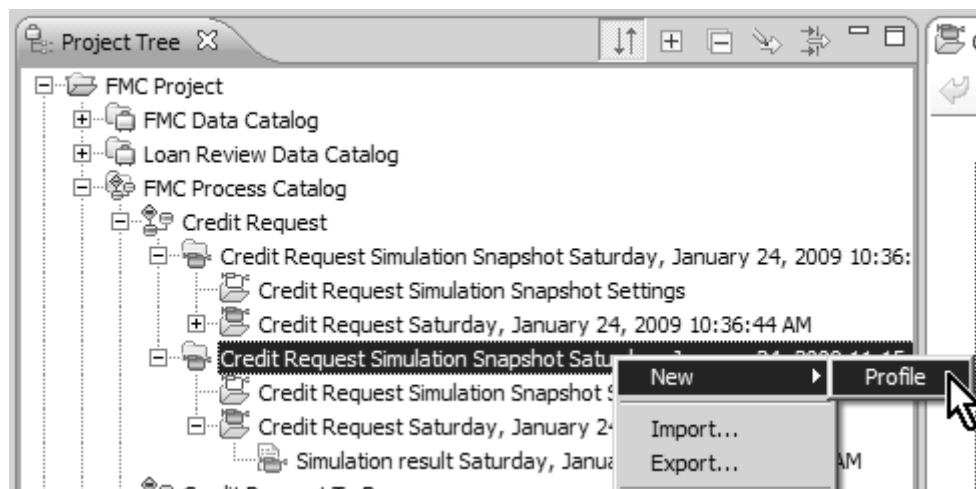 Project Tree
FMC Project
FMC Data Catalog
Loan Review Data Catalog
FMC Process Catalog
Credit Request
Credit Request Simulation Snapshot Saturday, January 24, 2009 10:36:
Credit Request Simulation Snapshot Settings
Credit Request Saturday, January 24, 2009 10:36:44 AM
Credit Request Simulation Snapshot
New Profile
Credit Request Simulation Snapshot
Credit Request Saturday, January
Import...
Simulation result Saturday, AM
Export...